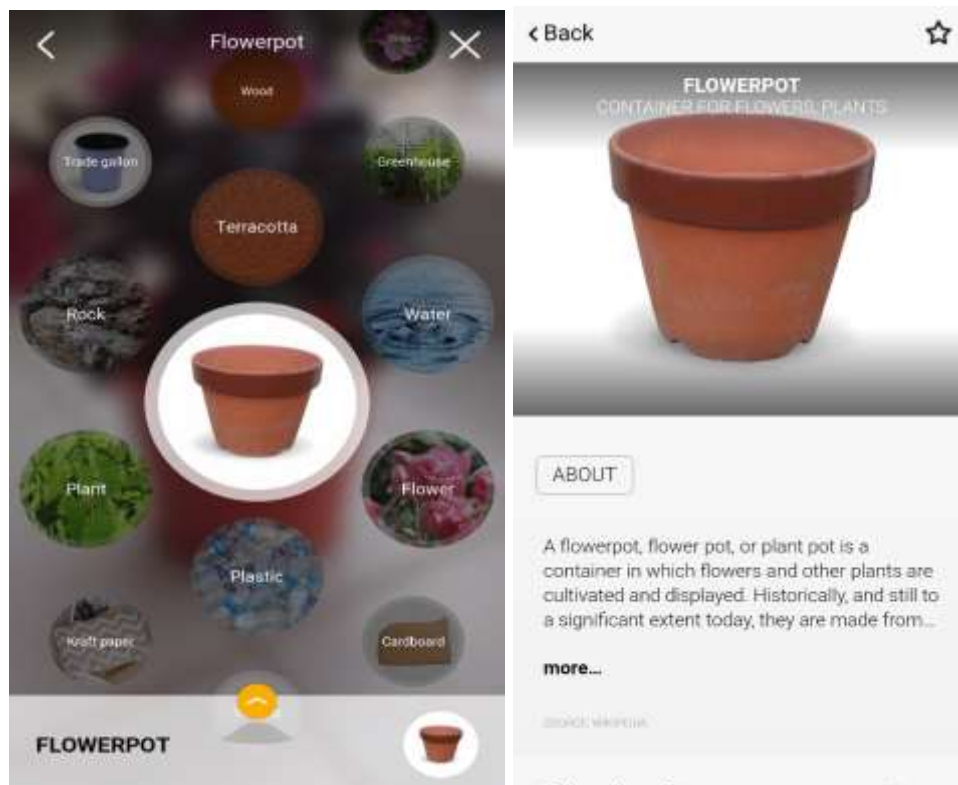 Flowerpot
Wood
Trade gallon
Greenhouse
Terracotta
Rock
Water
Plant
Flower
Plastic
Kraft paper
Cardboard
FLOWERPOT
Back
FLOWERPOT
CONTAINER FOR FLOWERS, PLANTS
ABOUT
A flowerpot, flower pot, or plant pot is a
container in which flowers and other plants are
cultivated and displayed. Historically, and still to
a significant extent today, they are made from...
more...
SOURCE: WIKIPEDIA